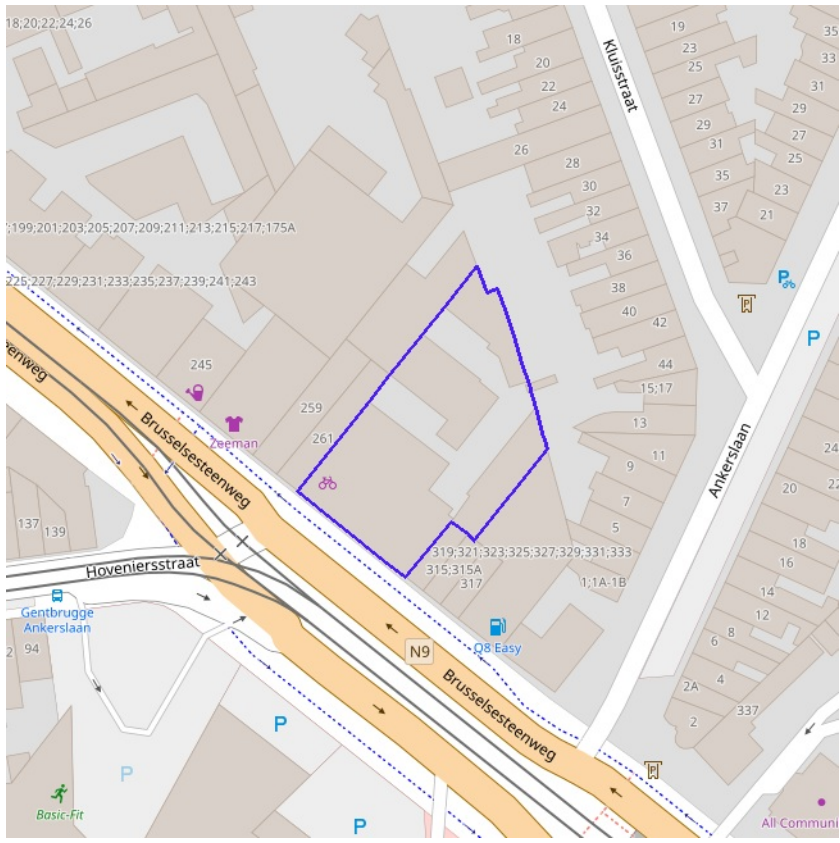 18;20;22;24;26
18
20
22
24
26
28
30
32
34
36
38
40
42
44
15;17
13
11
9
7
5
1;1A-1B
Kluisstraat
19
23
25
27
29
31
35
37
35
33
31
29
27
25
23
21
P
P
P
;199;201;203;205;207;209;211;213;215;217;175A
225;227;229;231;233;235;237;239;241;243
245
Zeeman
259
261
Brusselsesteenweg
Ankerslaan
24
22
20
18
16
14
12
8
6
4
2A
2
337
137
139
Hoveniersstraat
Gentbrugge
Ankerslaan
94
319;321;323;325;327;329;331;333
315;315A
317
Q8 Easy
N9
Brusselsesteenweg
P
P
P
P
Basic-Fit
All Communi